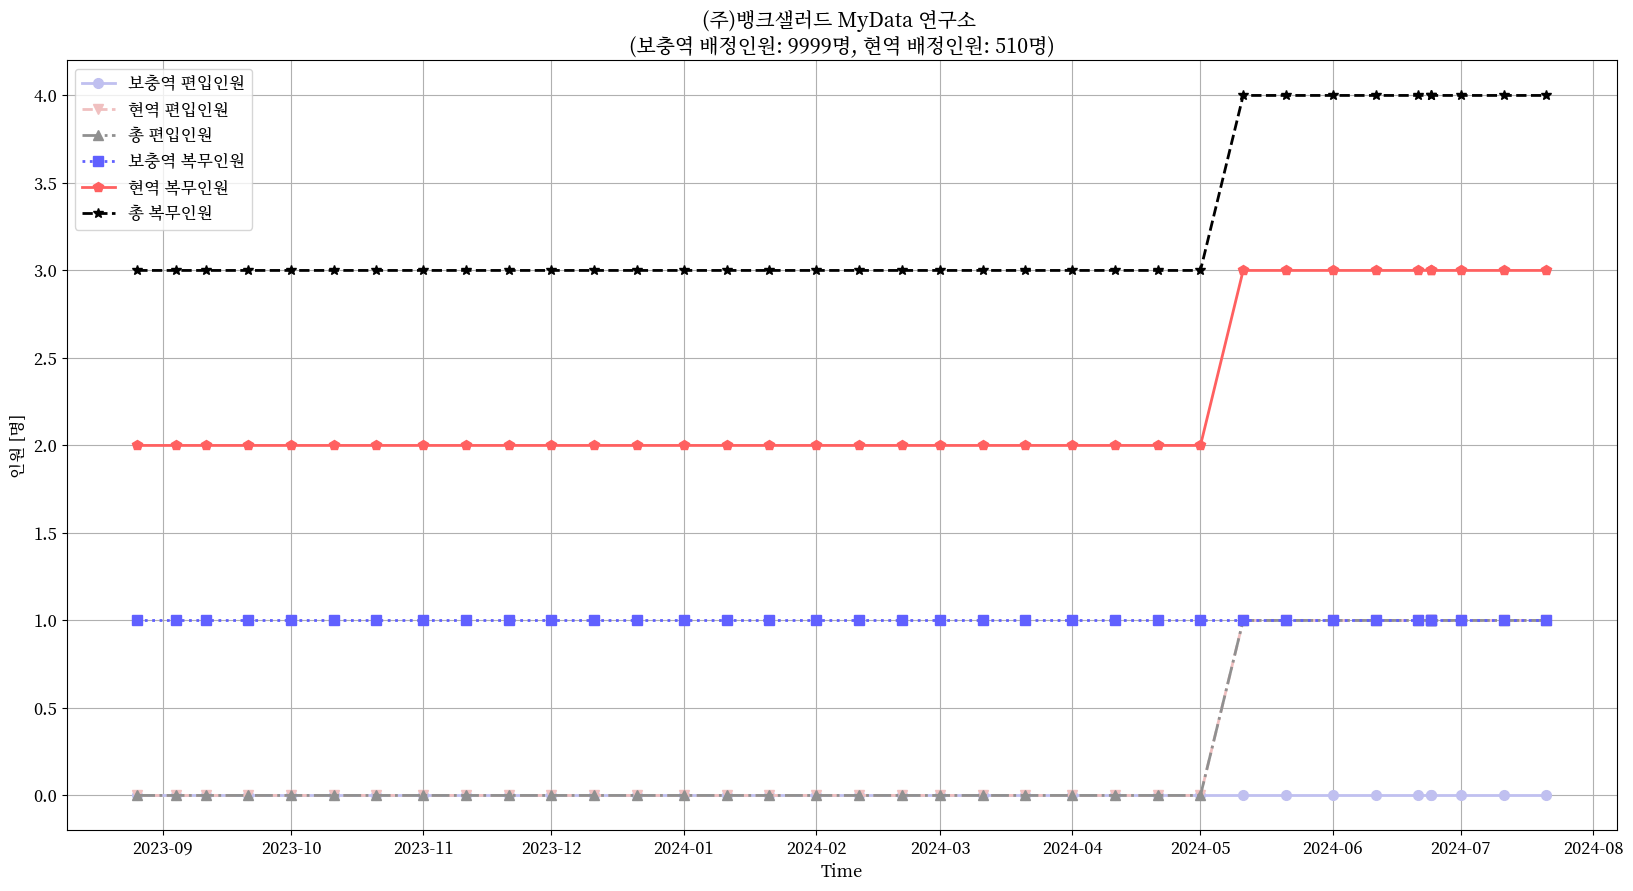 (주)뱅크샐러드 MyData 연구소
(보충역 배정인원: 9999명, 현역 배정인원: 510명)
보충역 편입인원
현역 편입인원
총 편입인원
보충역 복무인원
현역 복무인원
총 복무인원
4.0
3.5
3.0
2.5
2.0
1.5
1.0
0.5
0.0
인원 [명]
2023-09 2023-10 2023-11 2023-12 2024-01 2024-02 2024-03 2024-04 2024-05 2024-06 2024-07 2024-08
Time